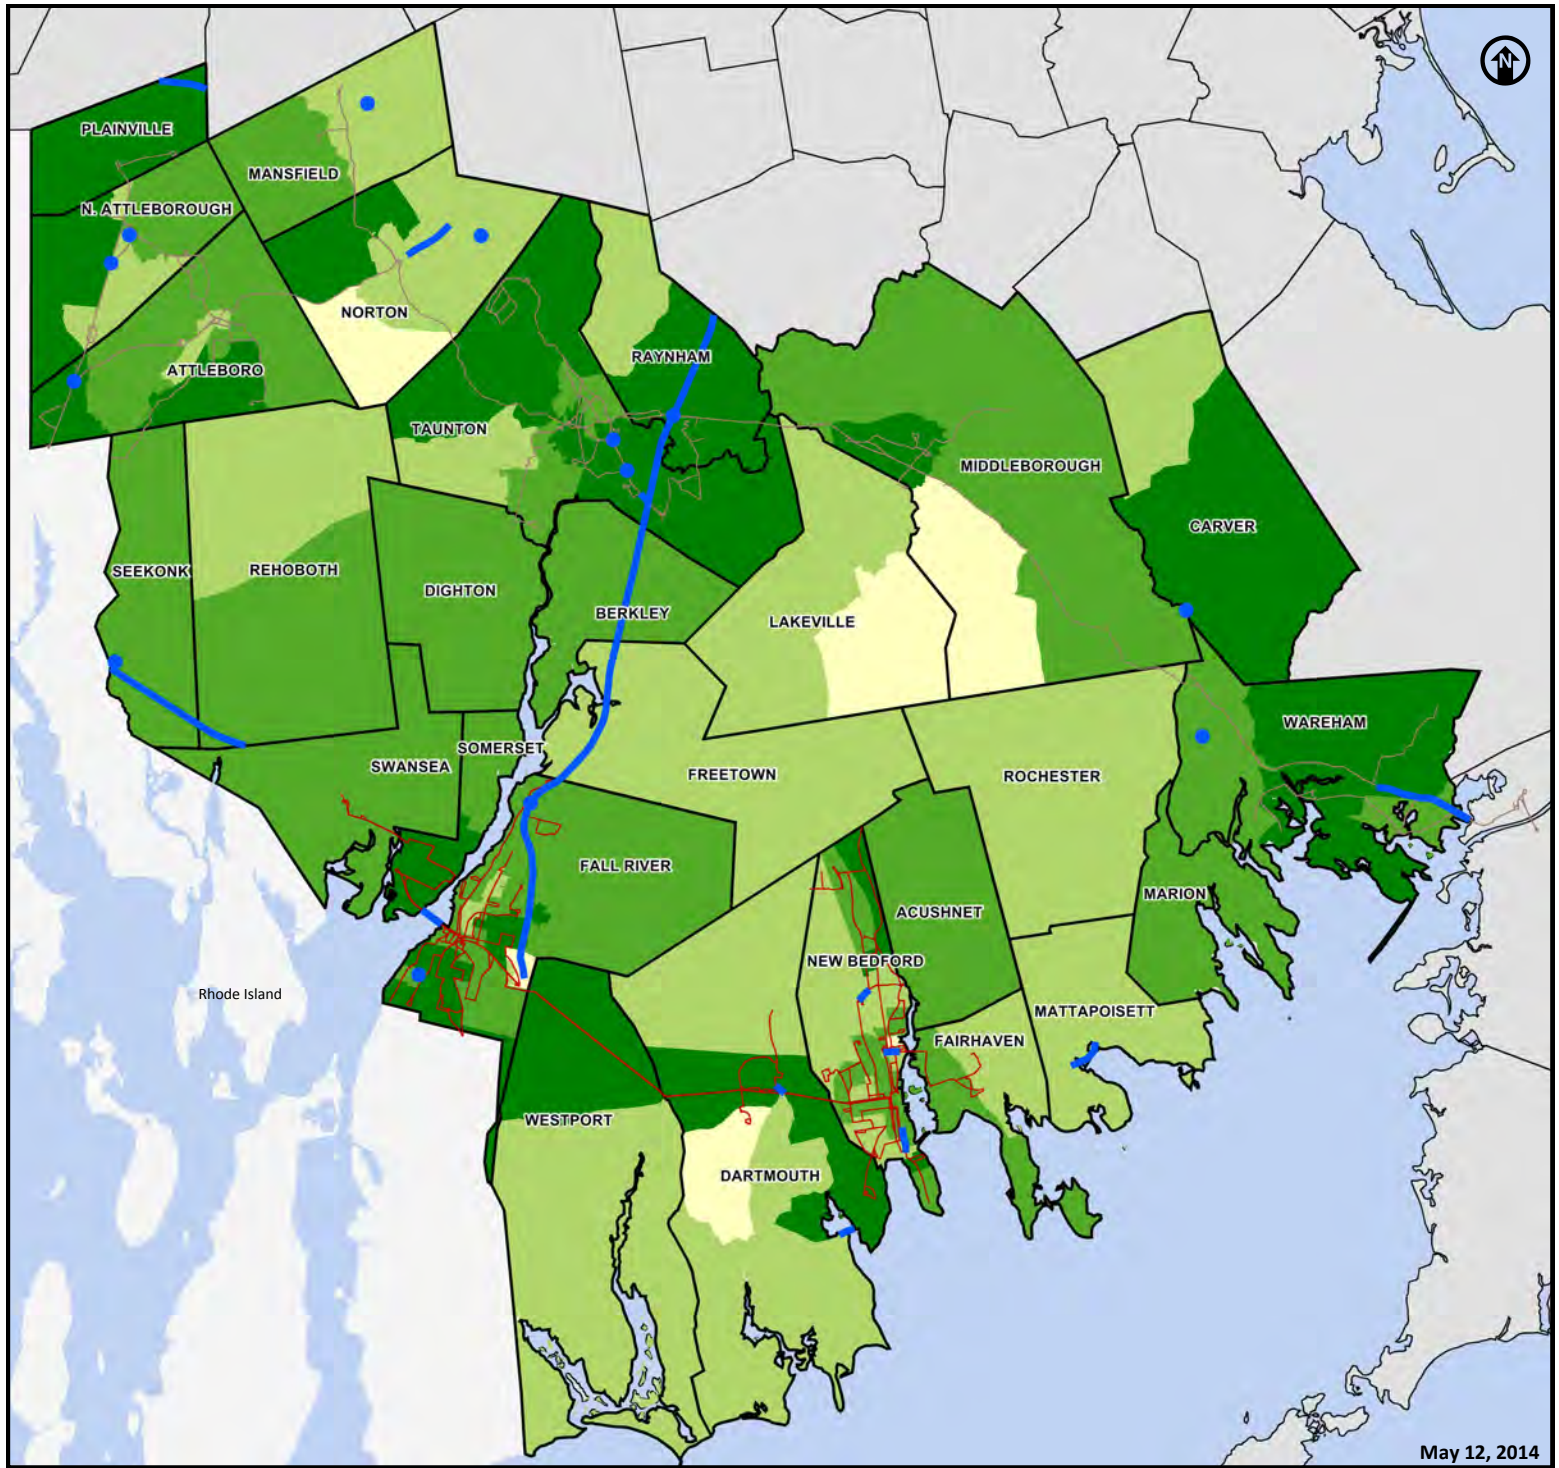 N
PLAINVILLE
MANSFIELD
N. ATTLEBOROUGH
NORTON
RAYNHAM
ATTLEBORO
TAUNTON
MIDDLEBOROUGH
CARVER
SEEKONK
REHOBOTH
DIGHTON
BERKLEY
LAKEVILLE
WAREHAM
SOMERSET
SWANSEA
FREETOWN
ROCHESTER
FALL RIVER
MARION
ACUSHNET
NEW BEDFORD
Rhode Island
MATTAPOISETT
FAIRHAVEN
WESTPORT
DARTMOUTH
May 12, 2014